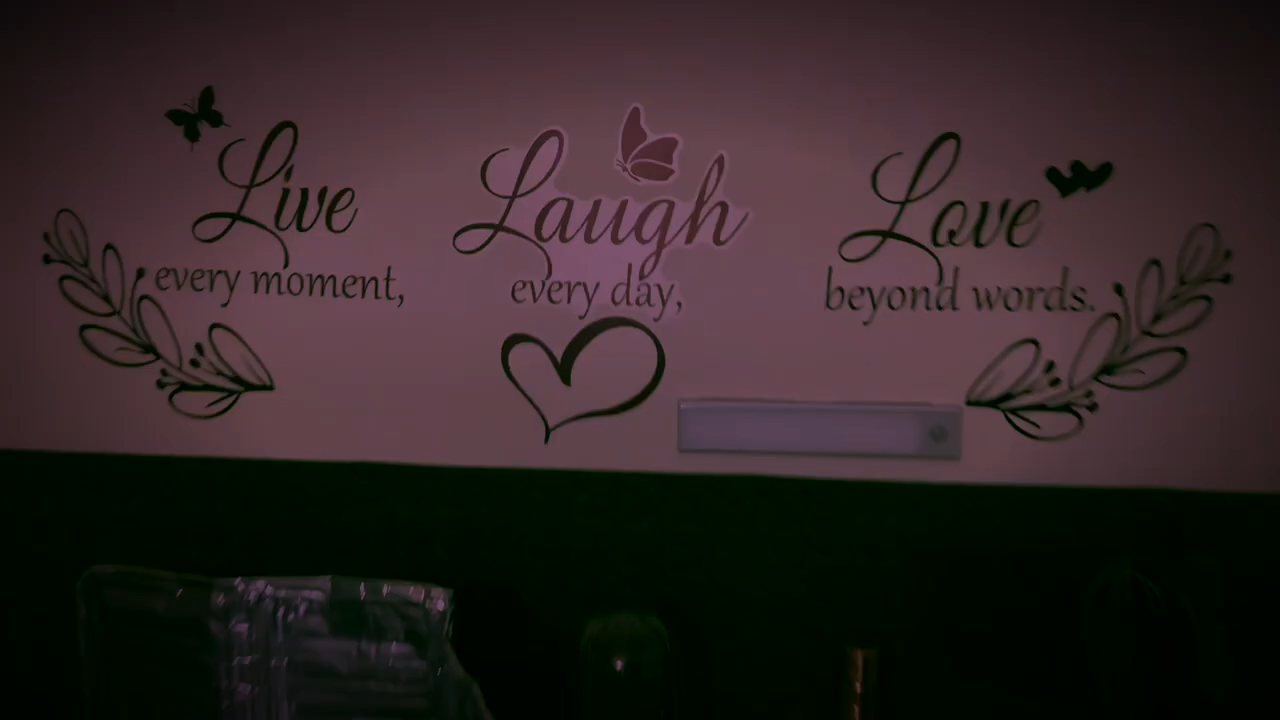 Live
every moment,
Laugh
every day,
Love
beyond words.